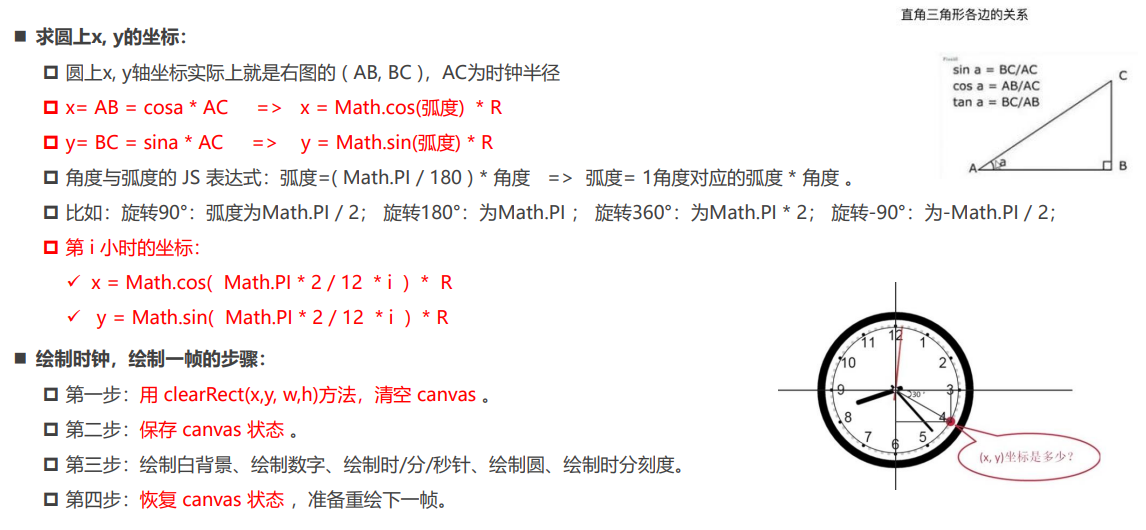 直角三角形各边的关系
求圆上x, y的坐标：
圆上x, y轴坐标实际上就是右图的 ( AB, BC )，AC为时钟半径
x= AB = cosa * AC => x = Math.cos(弧度) * R
y= BC = sina * AC => y = Math.sin(弧度) * R
角度与弧度的 JS 表达式：弧度=( Math.PI / 180 ) * 角度 => 弧度= 1角度对应的弧度 * 角度 。
比如：旋转90°：弧度为Math.PI / 2； 旋转180°：为Math.PI ； 旋转360°：为Math.PI * 2； 旋转-90°：为-Math.PI / 2；
第 i 小时的坐标：
✓ x = Math.cos( Math.PI * 2 / 12 * i ) * R
✓ y = Math.sin( Math.PI * 2 / 12 * i ) * R
绘制时钟，绘制一帧的步骤：
第一步：用 clearRect(x,y, w,h)方法，清空 canvas 。
第二步：保存 canvas 状态 。
第三步：绘制白背景、绘制数字、绘制时/分/秒针、绘制圆、绘制时分刻度。
第四步：恢复 canvas 状态 ，准备重绘下一帧。
sin a = BC/AC
cos a = AB/AC
tan a = BC/AB
C
A
a
B
12
11
1
10
2
9
3
30°
8
4
7
5
6
(x, y)坐标是多少?